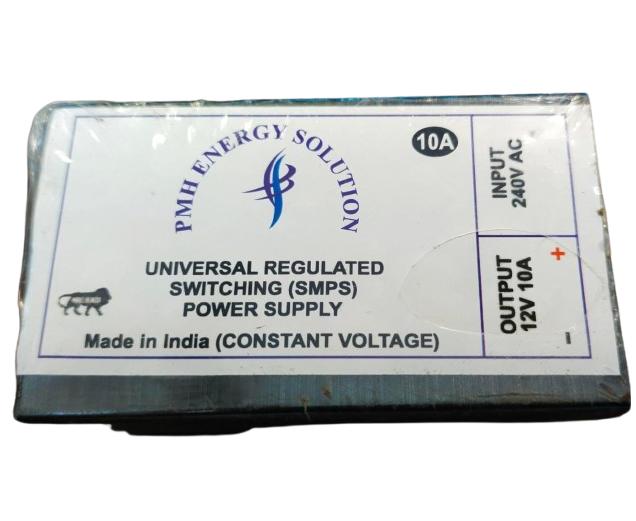 PMH ENERGY SOLUTION
10A
UNIVERSAL REGULATED
SWITCHING (SMPS)
POWER SUPPLY
Made in India (CONSTANT VOLTAGE)
INPUT
240V AC
OUTPUT
12V 10A
+
−